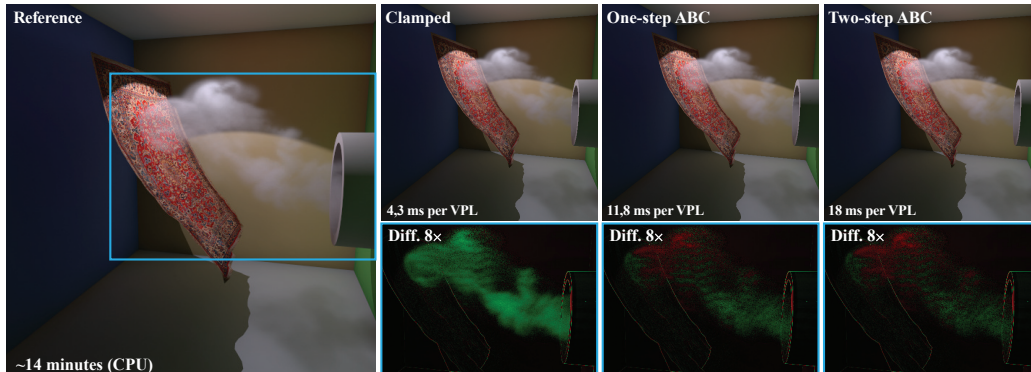 Reference
Clamped
One-step ABC
Two-step ABC
4,3 ms per VPL
11,8 ms per VPL
18 ms per VPL
Diff. 8×
Diff. 8×
Diff. 8×
~14 minutes (CPU)